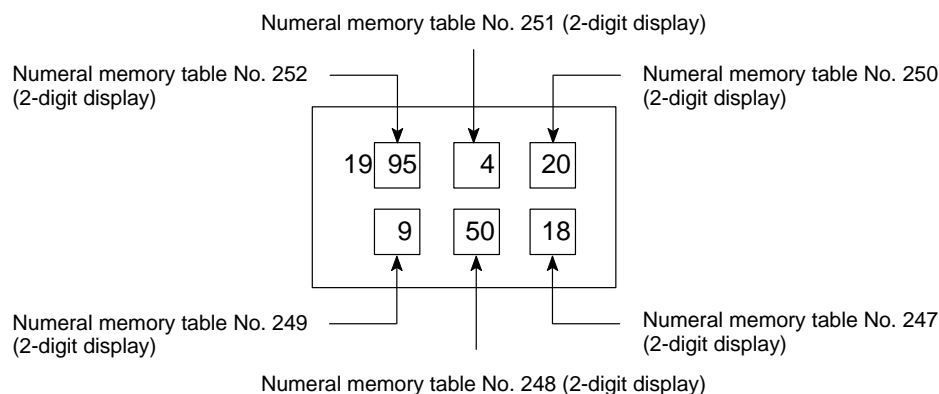 Numeral memory table No. 251 (2-digit display)
Numeral memory table No. 252
(2-digit display)
Numeral memory table No. 250
(2-digit display)
19 95 4 20
9 50 18
Numeral memory table No. 249
(2-digit display)
Numeral memory table No. 247
(2-digit display)
Numeral memory table No. 248 (2-digit display)